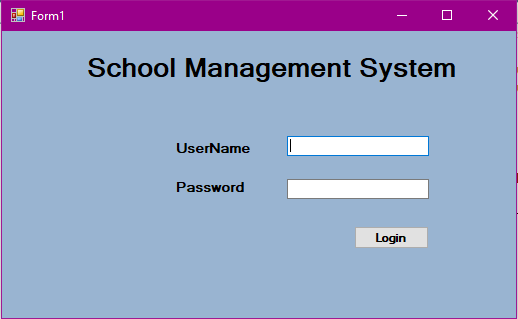 Form1
School Management System
UserName
Password
Login